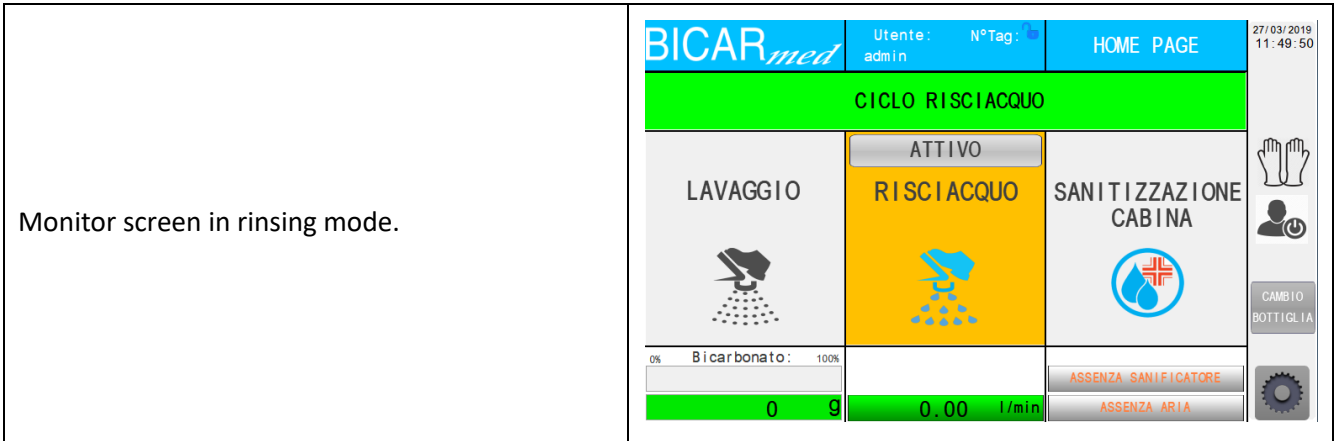 Monitor screen in rinsing mode.
BICARmed
Utente: N°Tag:
admin
HOME PAGE
27/03/2019
11:49:50
CICLO RISCIACQUO
LAVAGGIO
ATTIVO
RISCIACQUO
SANITIZZAZIONE
CABINA
CAMBIO
BOTTIGLIA
0% Bicarbonato: 100%
0 g
0.00 l/min
ASSENZA SANIFICATORE
ASSENZA ARIA